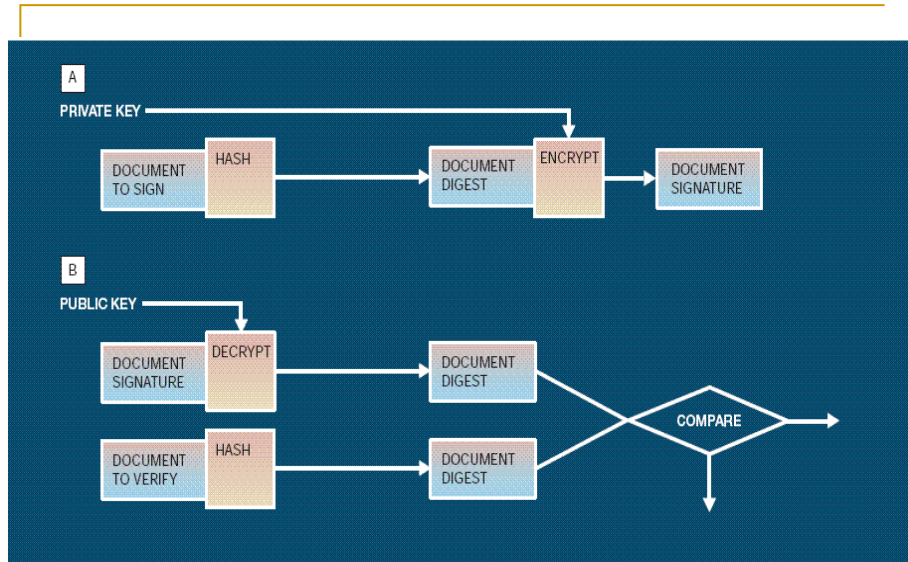 A
PRIVATE KEY
DOCUMENT
TO SIGN
HASH
DOCUMENT
DIGEST
ENCRYPT
DOCUMENT
SIGNATURE
B
PUBLIC KEY
DOCUMENT
SIGNATURE
DECRYPT
DOCUMENT
DIGEST
DOCUMENT
TO VERIFY
HASH
DOCUMENT
DIGEST
COMPARE